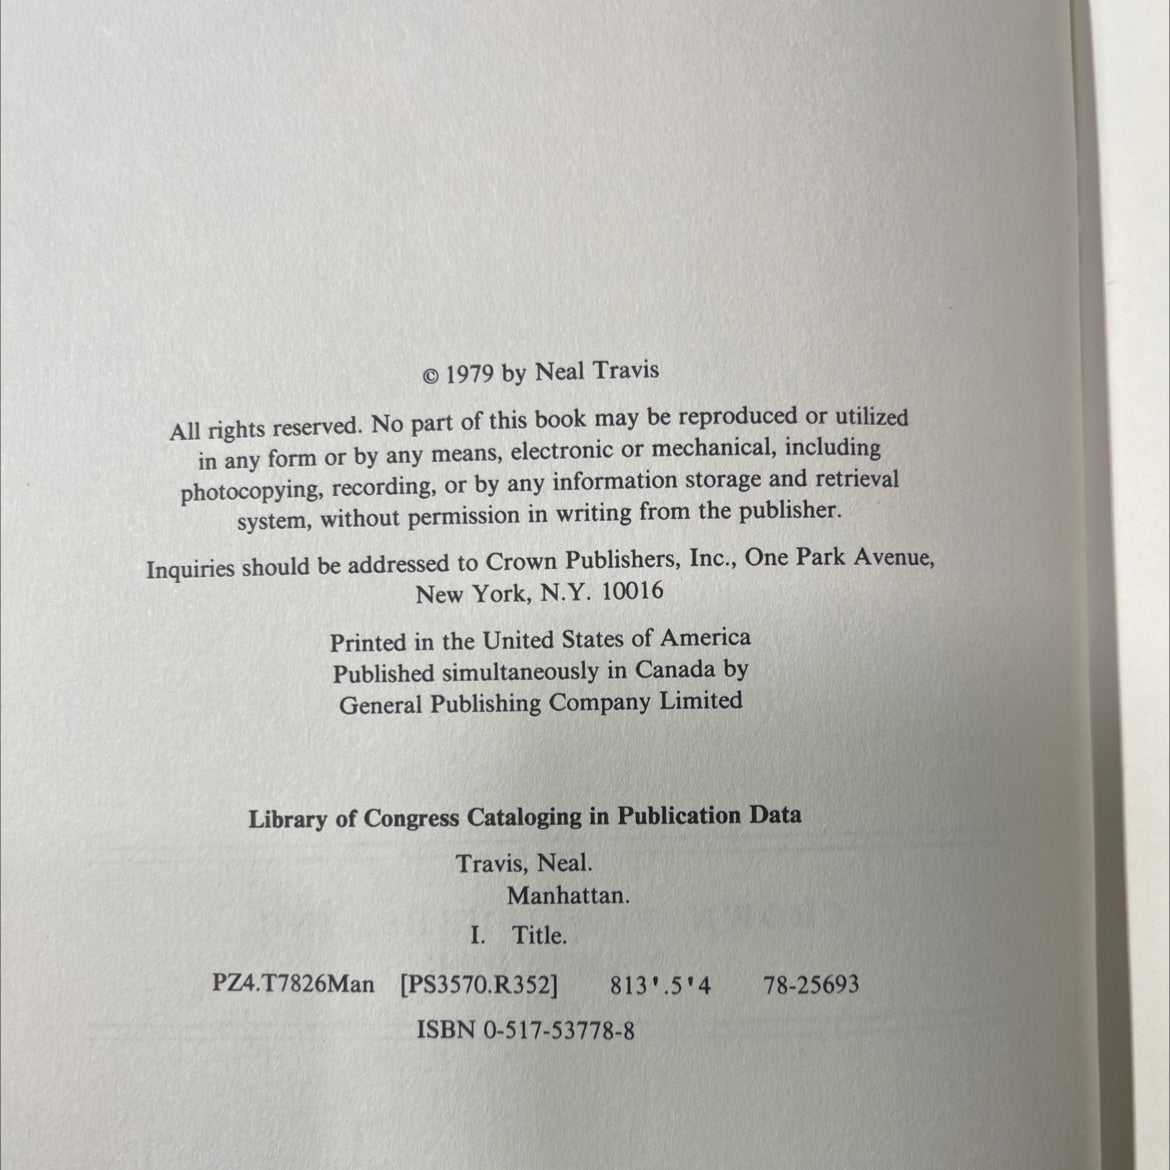 © 1979 by Neal Travis
All rights reserved. No part of this book may be reproduced or utilized
in any form or by any means, electronic or mechanical, including
photocopying, recording, or by any information storage and retrieval
system, without permission in writing from the publisher.
Inquiries should be addressed to Crown Publishers, Inc., One Park Avenue,
New York, N.Y. 10016
Printed in the United States of America
Published simultaneously in Canada by
General Publishing Company Limited
Library of Congress Cataloging in Publication Data
Travis, Neal.
Manhattan.
I. Title.
PZ4.T7826Man [PS3570.R352] 813'.5'4 78-25693
ISBN 0-517-53778-8